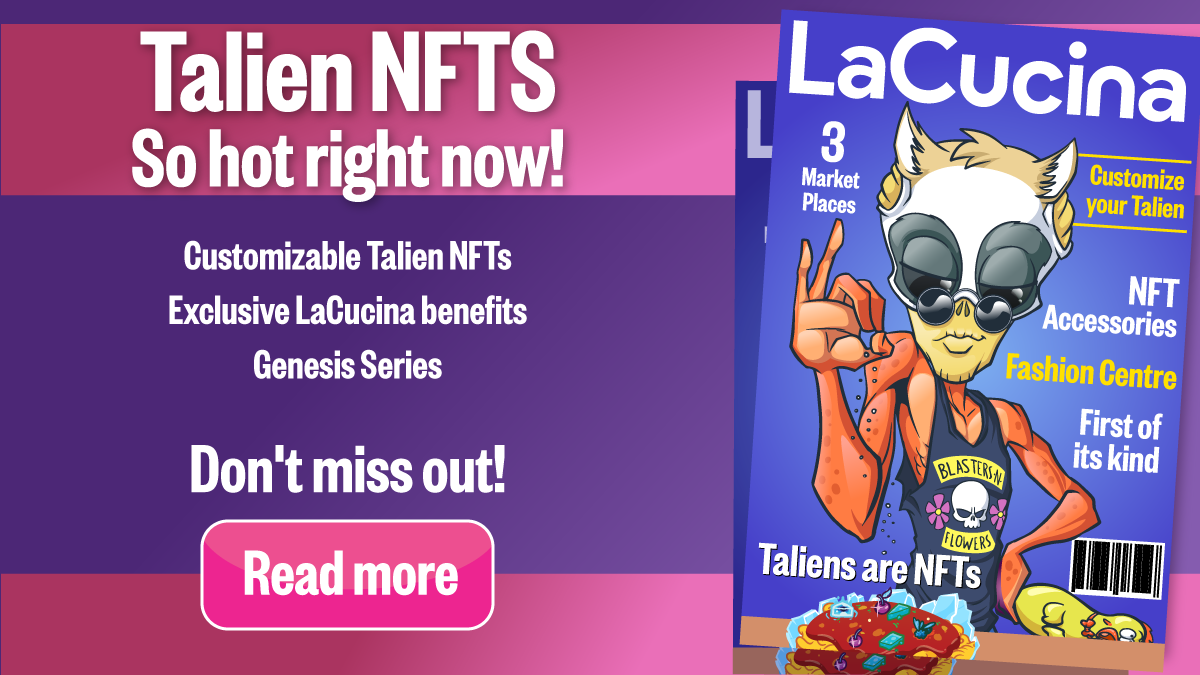 Talien NFTS
So hot right now!
Customizable Talien NFTs
Exclusive LaCucina benefits
Genesis Series
Don't miss out!
Read more
L
LaCucina
3
Market
Places
Customize
your Talien
NFT
Accessories
Fashion Centre
First of
its kind
BLASTERS-N-
FLOWERS
Taliens are NFTs